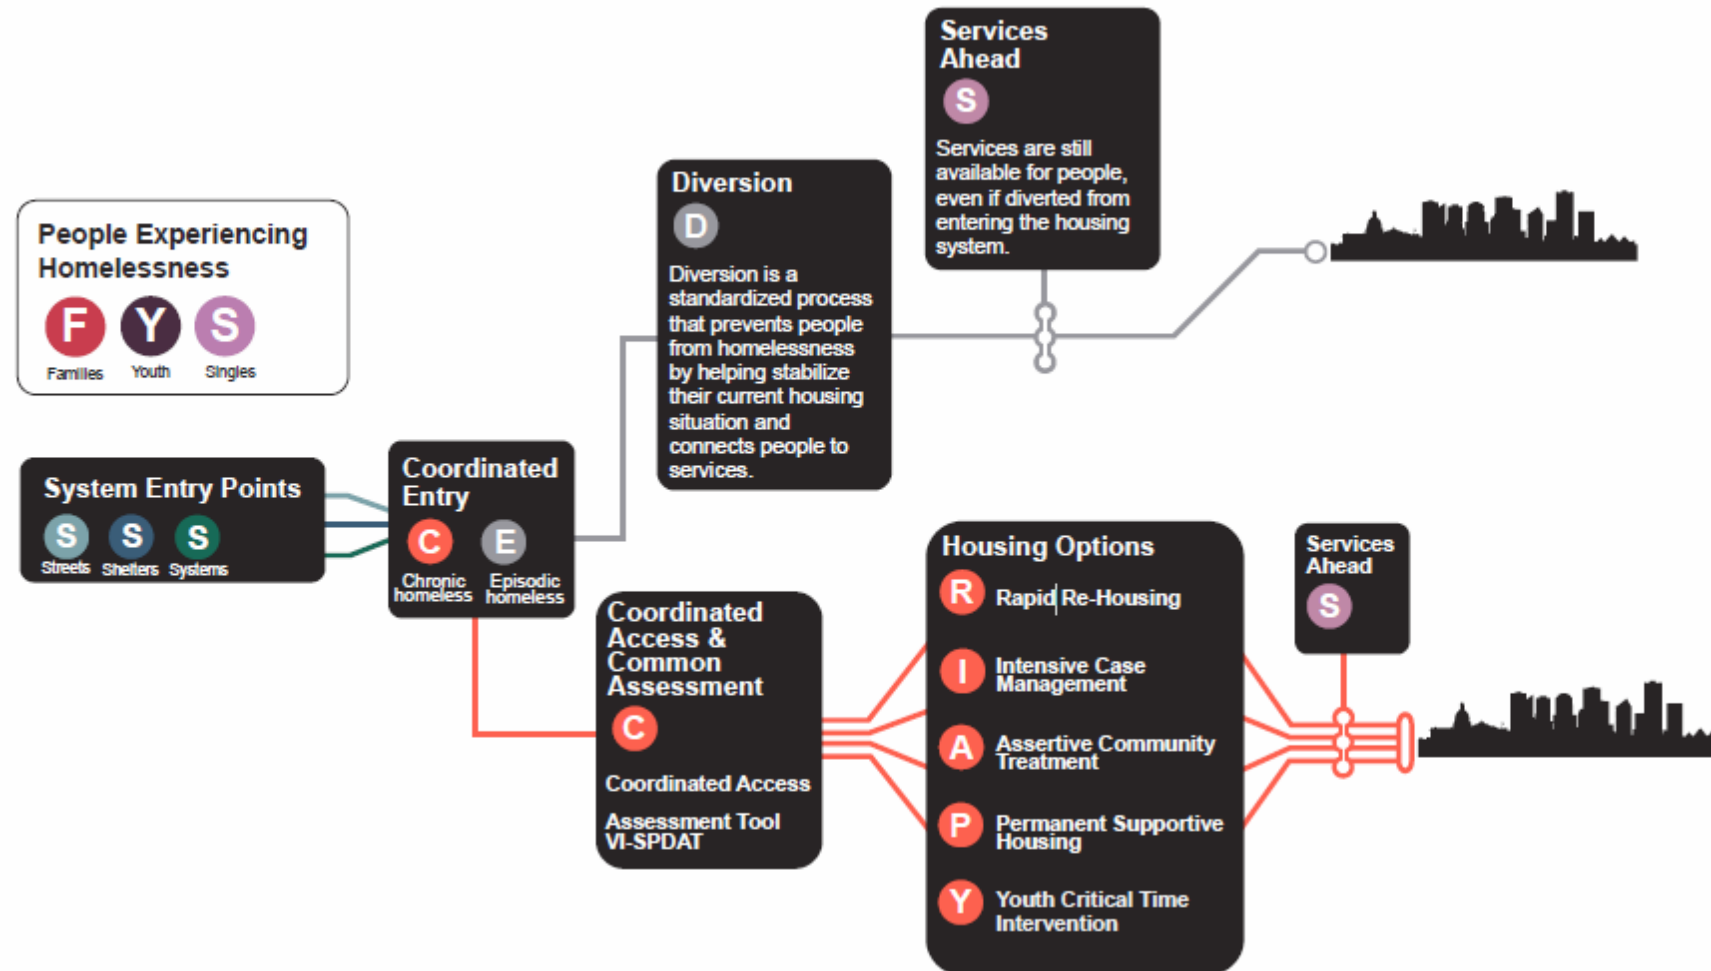 People Experiencing
Homelessness
F Y S
Families Youth Singles
System Entry Points
S S S
Streets Shelters Systems
Coordinated
Entry
C E
Chronic homeless
Episodic homeless
Diversion
D
Diversion is a
standardized process
that prevents people
from homelessness
by helping stabilize
their current housing
situation and
connects people to
services.
Services
Ahead
S
Services are still
available for people,
even if diverted from
entering the housing
system.
Coordinated
Access &
Common
Assessment
C
Coordinated Access
Assessment Tool
VI-SPDAT
Housing Options
R Rapid Re-Housing
I Intensive Case
Management
A Assertive Community
Treatment
P Permanent Supportive
Housing
Y Youth Critical Time
Intervention
Services
Ahead
S